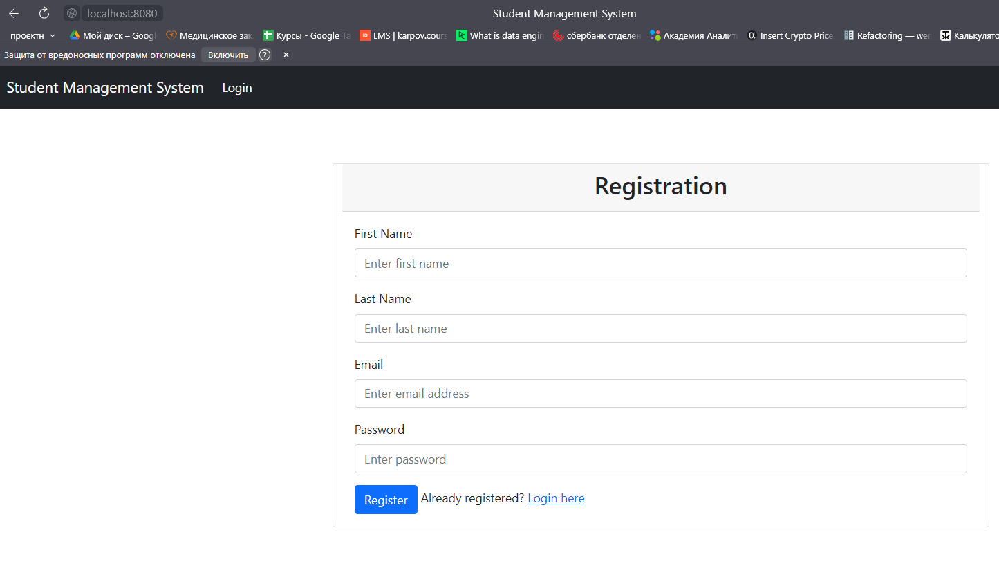 localhost:8080 Student Management System
проектн Мой диск – Googl Медицинское зак Курсы - Google Та LMS | karpov.cours What is data engin сбербанк отделен Академия Аналит Insert Crypto Price Refactoring — wer Калькулято
Защита от вредоносных программ отключена Включить ? ×
Student Management System Login
Registration
First Name
Enter first name
Last Name
Enter last name
Email
Enter email address
Password
Enter password
Register Already registered? Login here